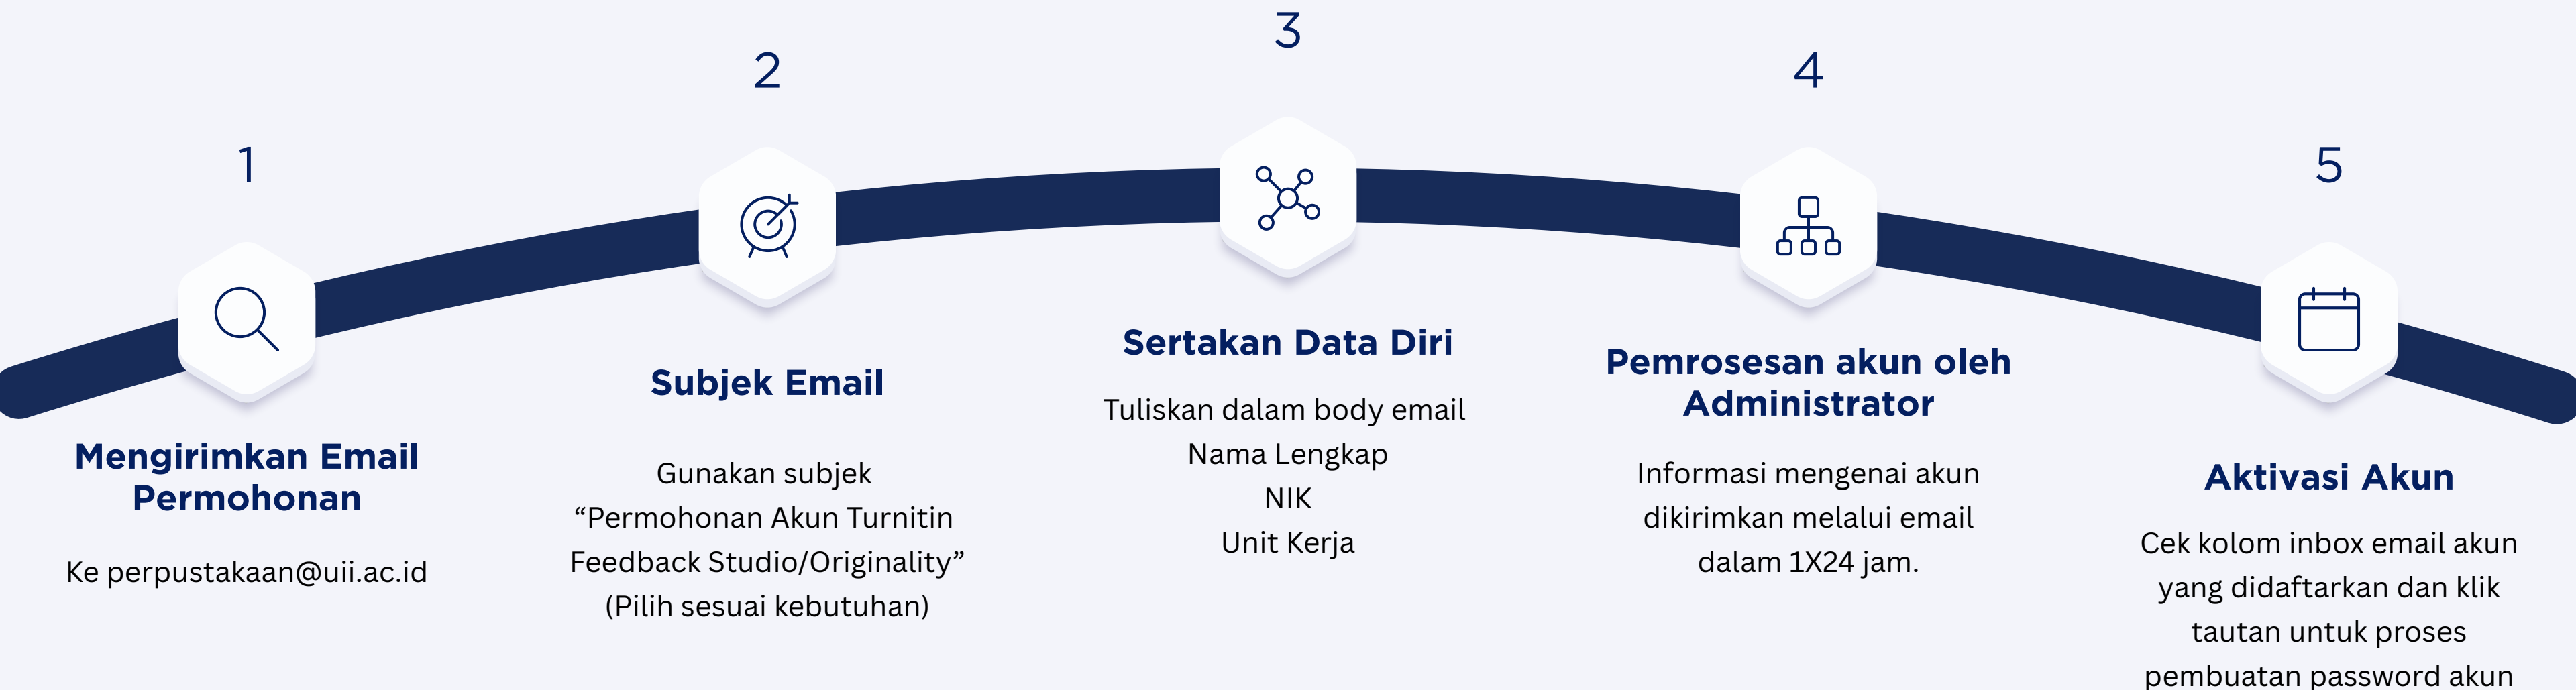 1
Mengirimkan Email
Permohonan
Ke perpustakaan@uii.ac.id
2
Subjek Email
Gunakan subjek
“Permohonan Akun Turnitin
Feedback Studio/Originality”
(Pilih sesuai kebutuhan)
3
Sertakan Data Diri
Tuliskan dalam body email
Nama Lengkap
NIK
Unit Kerja
4
Pemrosesan akun oleh
Administrator
Informasi mengenai akun
dikirimkan melalui email
dalam 1X24 jam.
5
Aktivasi Akun
Cek kolom inbox email akun
yang didaftarkan dan klik
tautan untuk proses
pembuatan password akun